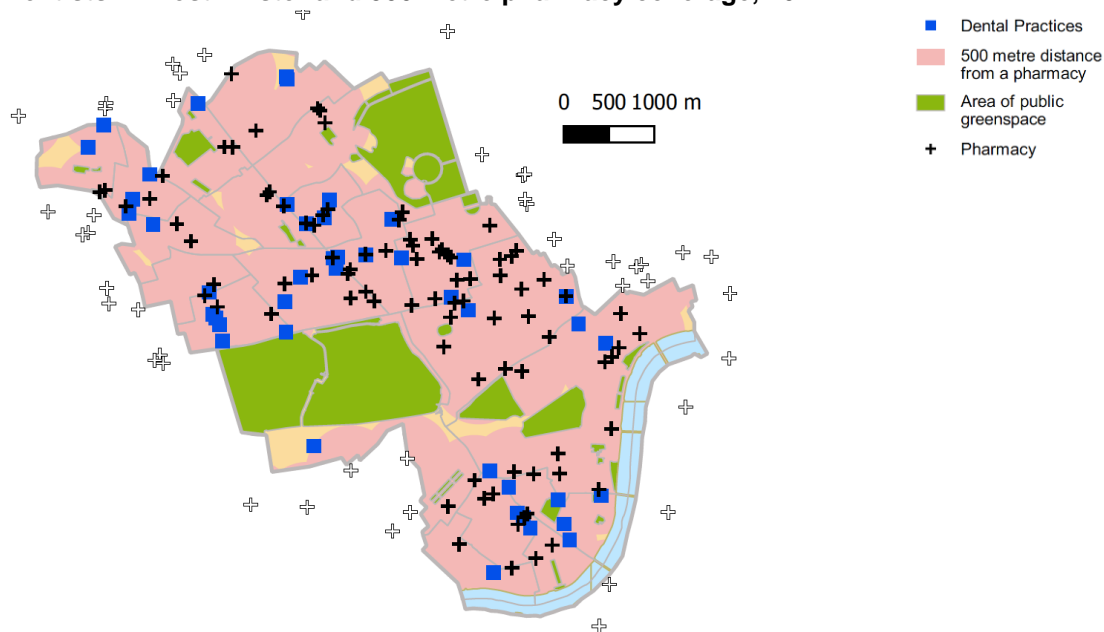 0 500 1000 m
Dental Practices
500 metre distance
from a pharmacy
Area of public
greenspace
Pharmacy